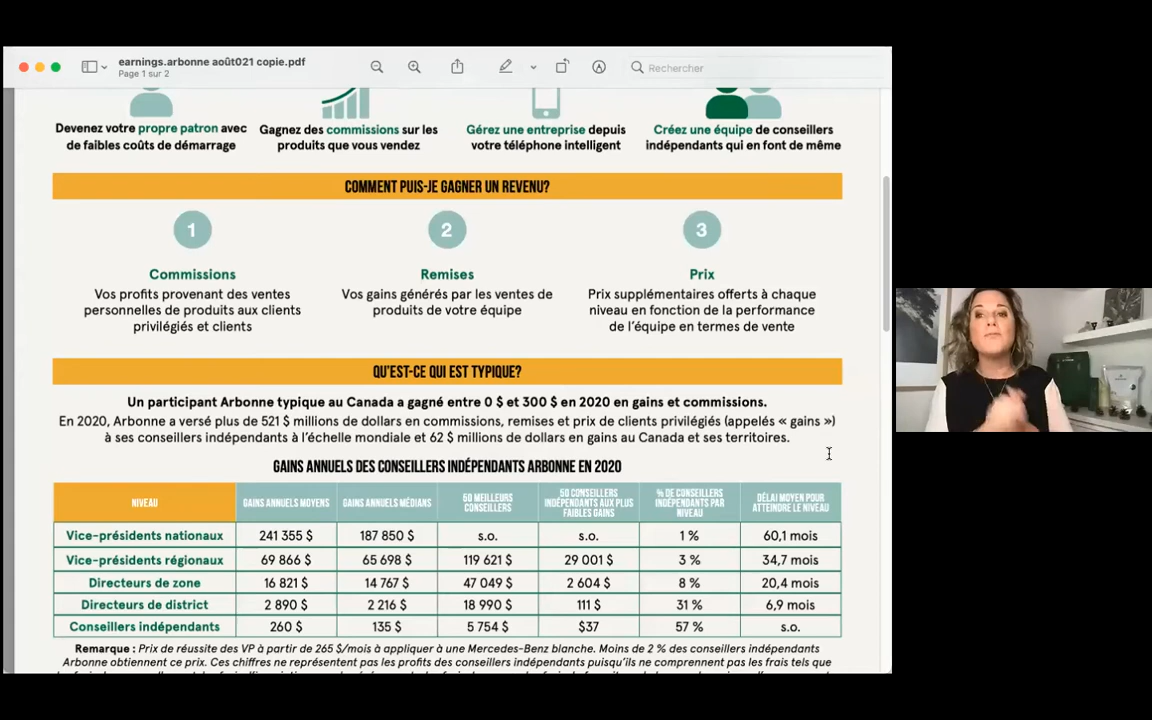 earnings.arbonne août021 copie.pdf
Page 1 sur 2
Rechercher
Devenez votre propre patron avec
de faibles coûts de démarrage
Gagnez des commissions sur les
produits que vous vendez
Gérez une entreprise depuis
votre téléphone intelligent
Créez une équipe de conseillers
indépendants qui en font de même
COMMENT PUIS-JE GAGNER UN REVENU?
1
Commissions
Vos profits provenant des ventes
personnelles de produits aux clients
privilégiés et clients
2
Remises
Vos gains générés par les ventes de
produits de votre équipe
3
Prix
Prix supplémentaires offerts à chaque
niveau en fonction de la performance
de l'équipe en termes de vente
QU'EST-CE QUI EST TYPIQUE?
Un participant Arbonne typique au Canada a gagné entre 0 $ et 300 $ en 2020 en gains et commissions.
En 2020, Arbonne a versé plus de 521 $ millions de dollars en commissions, remises et prix de clients privilégiés (appelés « gains »)
à ses conseillers indépendants à l'échelle mondiale et 62 $ millions de dollars en gains au Canada et ses territoires.
GAINS ANNUELS DES CONSEILLERS INDÉPENDANTS ARBONNE EN 2020
NIVEAU GAINS ANNUELS MOYENS GAINS ANNUELS MÉDIANS 50 MEILLEURS CONSEILLERS 50 CONSEILLERS INDÉPENDANTS AUX PLUS FAIBLES GAINS % DE CONSEILLERS INDÉPENDANTS PAR NIVEAU DÉLAI MOYEN POUR ATTEINDRE LE NIVEAU
Vice-présidents nationaux 241 355 $ 187 850 $ s.o. s.o. 1 % 60,1 mois
Vice-présidents régionaux 69 866 $ 65 698 $ 119 621 $ 29 001 $ 3 % 34,7 mois
Directeurs de zone 16 821 $ 14 767 $ 47 049 $ 2 604 $ 8 % 20,4 mois
Directeurs de district 2 890 $ 2 216 $ 18 990 $ 111 $ 31 % 6,9 mois
Conseillers indépendants 260 $ 135 $ 5 754 $ $37 57 % s.o.
Remarque : Prix de réussite des VP à partir de 265 $/mois à appliquer à une Mercedes-Benz blanche. Moins de 2 % des conseillers indépendants
Arbonne obtiennent ce prix. Ces chiffres ne représentent pas les profits des conseillers indépendants puisqu'ils ne comprennent pas les frais tels que